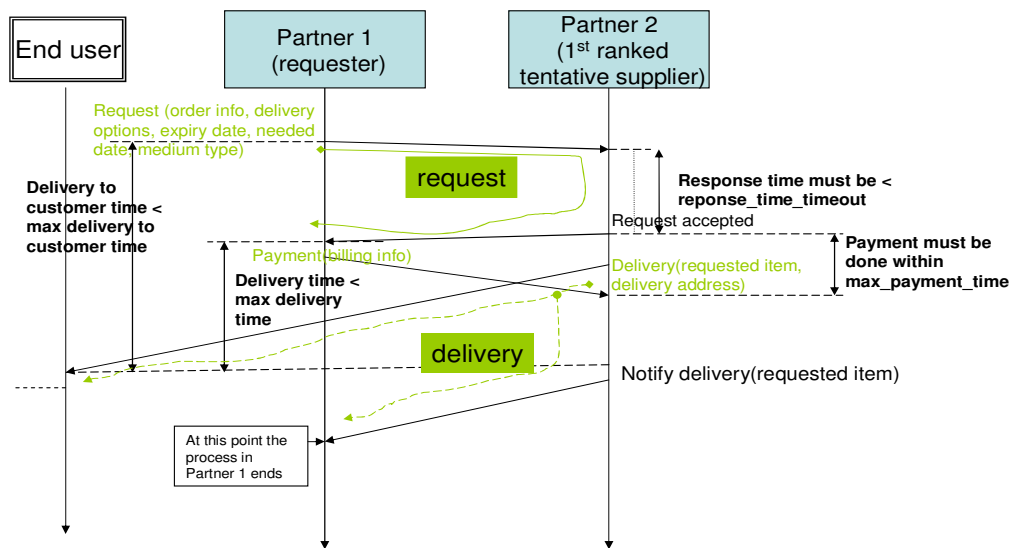 End user
Partner 1
(requester)
Partner 2
(1st ranked
tentative supplier)
Request (order info, delivery
options, expiry date, needed
date, medium type)
request
Delivery to
customer time <
max delivery to
customer time
Response time must be <
reponse_time_timeout
Request accepted
Payment(billing info)
Delivery time <
max delivery
time
Delivery(requested item,
delivery address)
Payment must be
done within
max_payment_time
delivery
Notify delivery(requested item)
At this point the
process in
Partner 1 ends